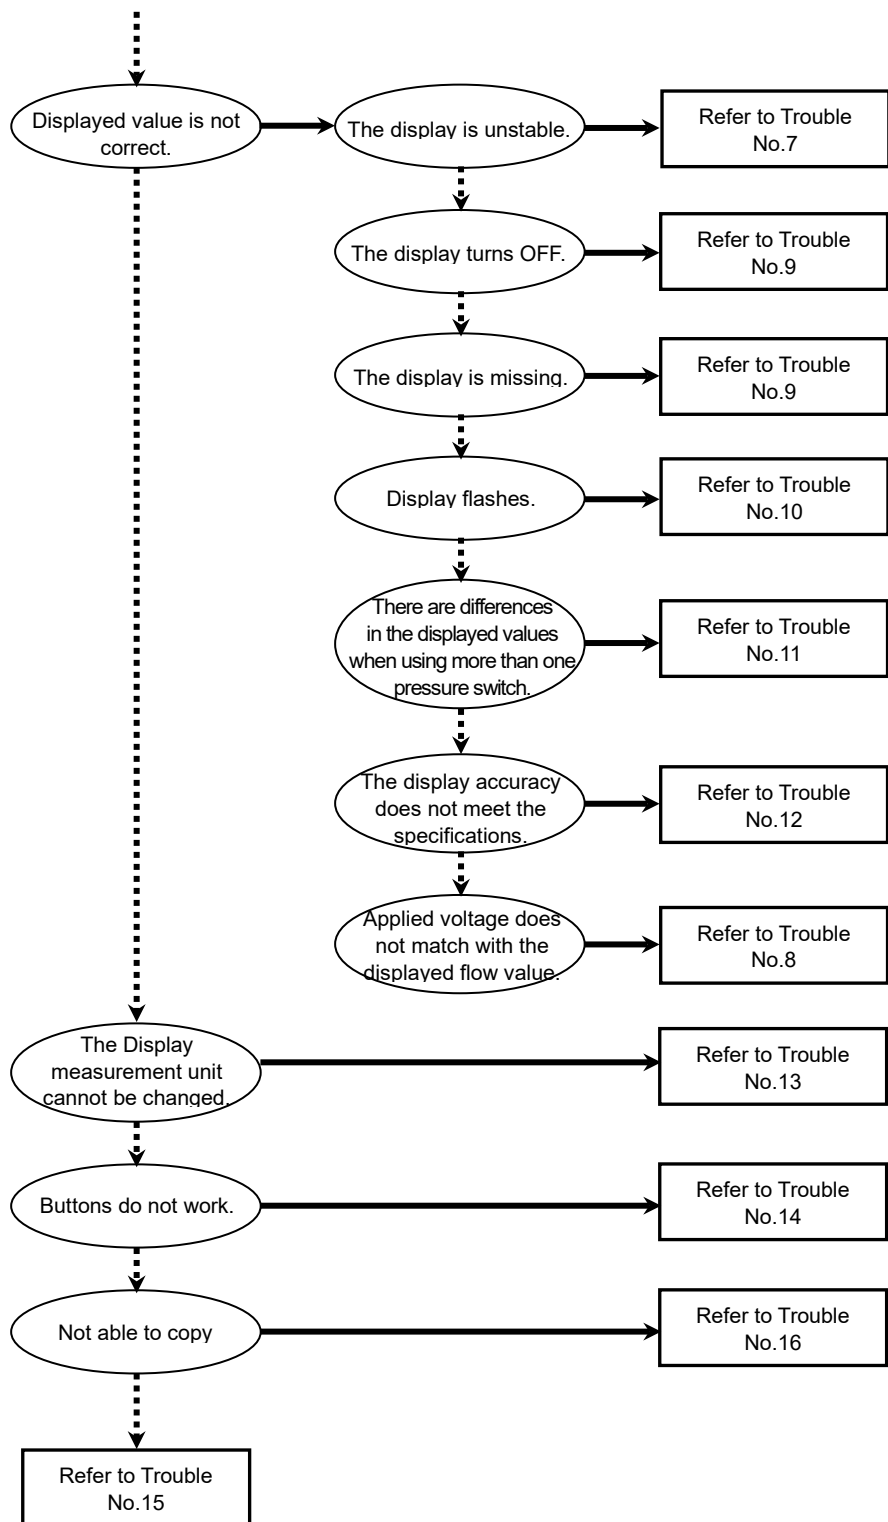 Displayed value is not
correct.
The display is unstable.
Refer to Trouble
No.7
The display turns OFF.
Refer to Trouble
No.9
The display is missing.
Refer to Trouble
No.9
Display flashes.
Refer to Trouble
No.10
There are differences
in the displayed values
when using more than one
pressure switch.
Refer to Trouble
No.11
The display accuracy
does not meet the
specifications.
Refer to Trouble
No.12
Applied voltage does
not match with the
displayed flow value.
Refer to Trouble
No.8
The Display
measurement unit
cannot be changed.
Refer to Trouble
No.13
Buttons do not work.
Refer to Trouble
No.14
Not able to copy
Refer to Trouble
No.16
Refer to Trouble
No.15